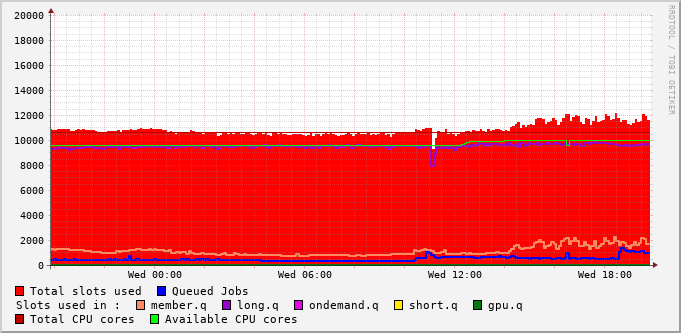 20000
18000
16000
14000
12000
10000
8000
6000
4000
2000
0
Wed 00:00 Wed 06:00 Wed 12:00 Wed 18:00
RRDTOOL / TOBI OETIKER
Total slots used Queued Jobs
Slots used in : member.q long.q ondemand.q short.q gpu.q
Total CPU cores Available CPU cores